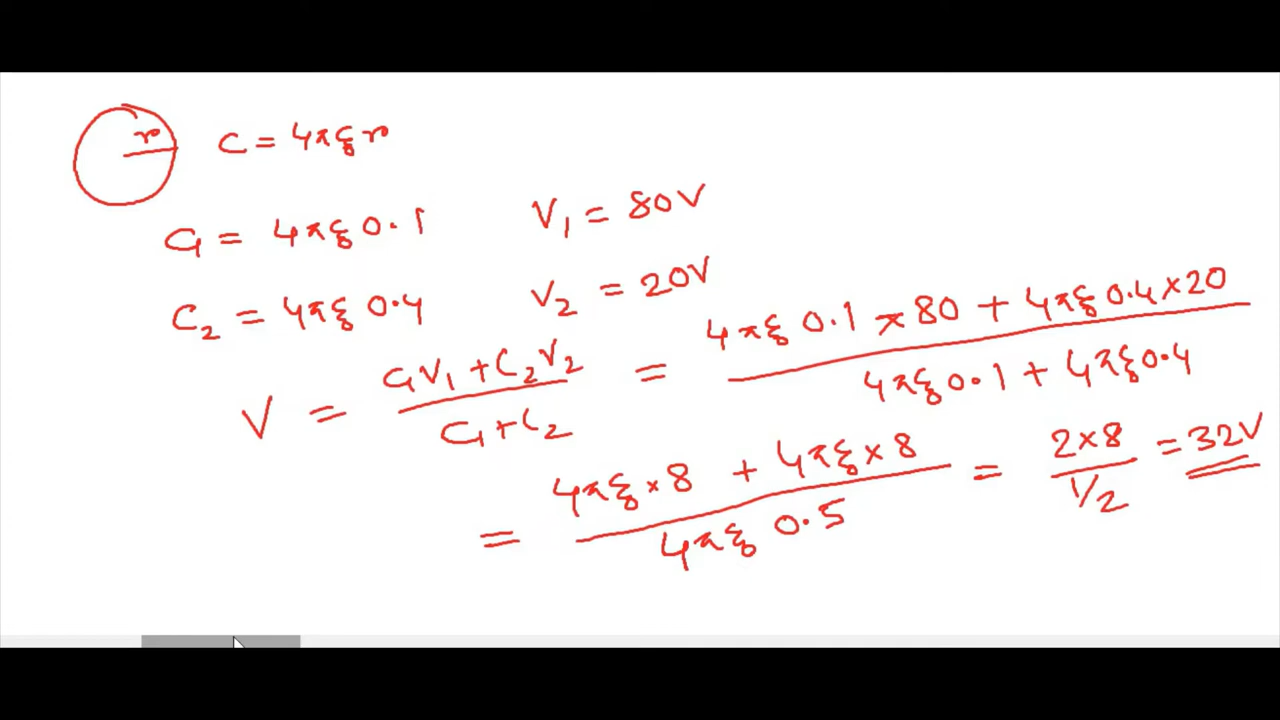 r C = 4πε₀r
C₁ = 4πε₀ 0.1 V₁ = 80V
C₂ = 4πε₀ 0.4 V₂ = 20V
V = (C₁V₁ + C₂V₂) / (C₁ + C₂) = (4πε₀ 0.1 × 80 + 4πε₀ 0.4 × 20) / (4πε₀ 0.1 + 4πε₀ 0.4)
= (4πε₀ × 8 + 4πε₀ × 8) / (4πε₀ 0.5) = (2 × 8) / (1/2) = 32V